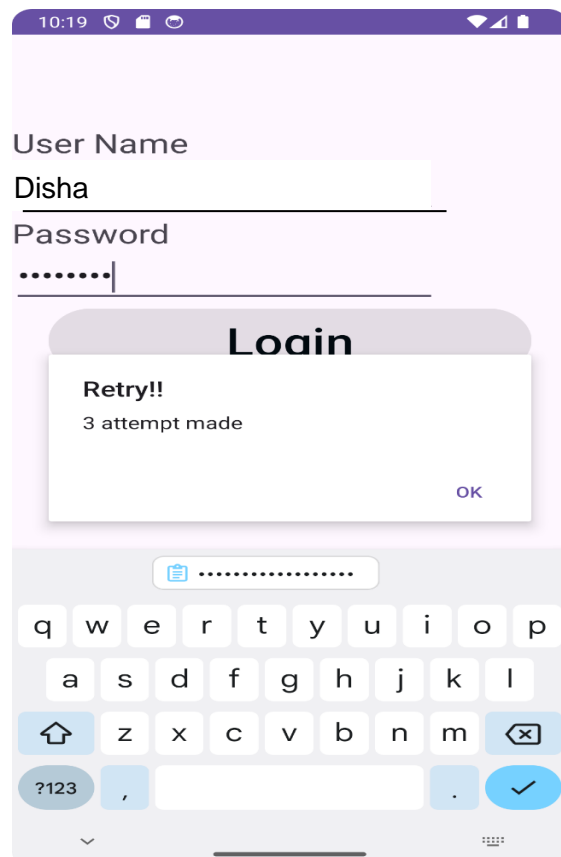 10:19
User Name
Disha
Password
••••••••
Login
Retry!!
3 attempt made
OK
••••••••••••••••••
q w e r t y u i o p
a s d f g h j k l
z x c v b n m
?123 , .